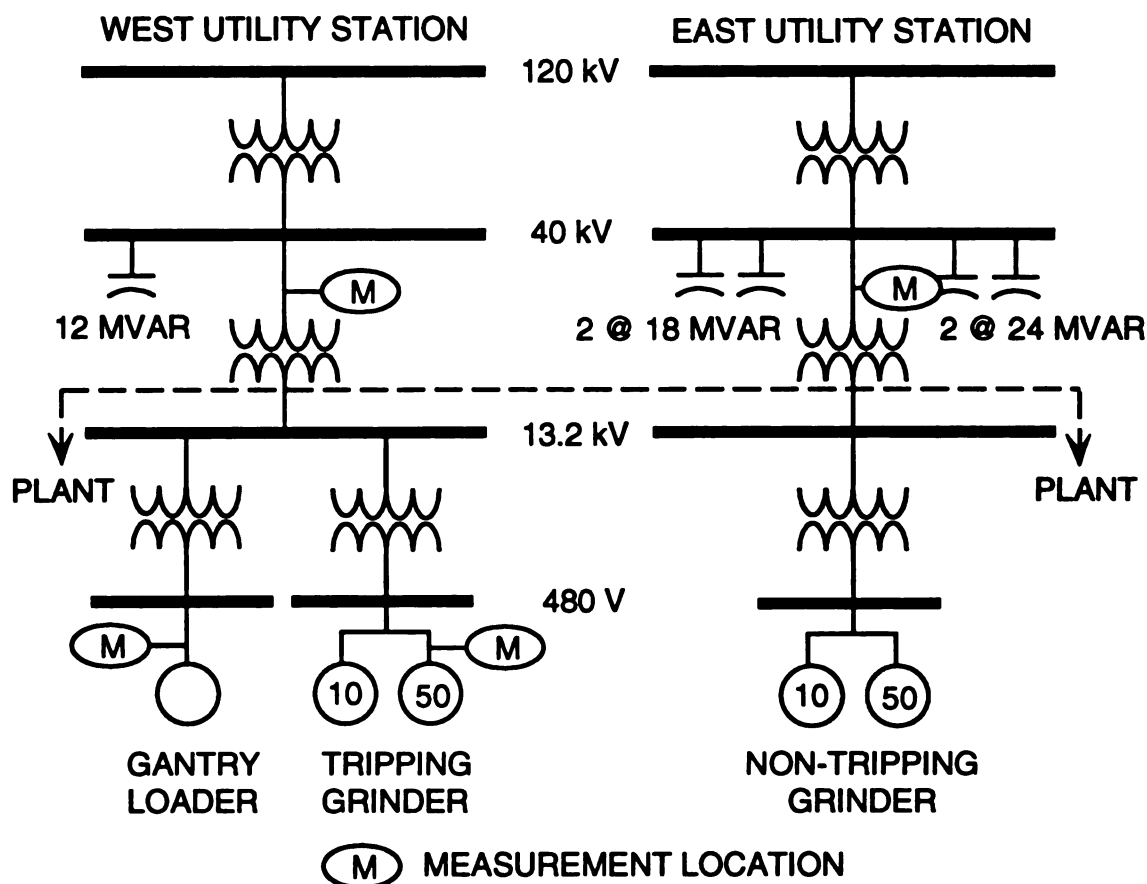 WEST UTILITY STATION
EAST UTILITY STATION
120 kV
40 kV
M
M
12 MVAR
2 @ 18 MVAR
2 @ 24 MVAR
13.2 kV
PLANT
PLANT
480 V
M
M
10
50
10
50
GANTRY
LOADER
TRIPPING
GRINDER
NON-TRIPPING
GRINDER
M MEASUREMENT LOCATION